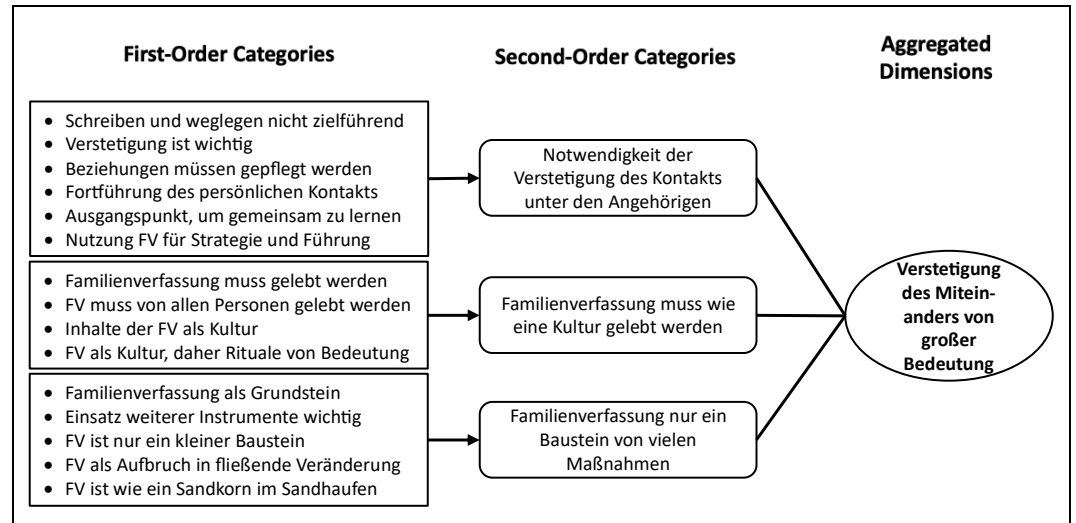 First-Order Categories
Second-Order Categories
Aggregated
Dimensions
• Schreiben und weglegen nicht zielführend
• Verstetigung ist wichtig
• Beziehungen müssen gepflegt werden
• Fortführung des persönlichen Kontakts
• Ausgangspunkt, um gemeinsam zu lernen
• Nutzung FV für Strategie und Führung
Notwendigkeit der
Verstetigung des Kontakts
unter den Angehörigen
• Familienverfassung muss gelebt werden
• FV muss von allen Personen gelebt werden
• Inhalte der FV als Kultur
• FV als Kultur, daher Rituale von Bedeutung
Familienverfassung muss wie
eine Kultur gelebt werden
• Familienverfassung als Grundstein
• Einsatz weiterer Instrumente wichtig
• FV ist nur ein kleiner Baustein
• FV als Aufbruch in fließende Veränderung
• FV ist wie ein Sandkorn im Sandhaufen
Familienverfassung nur ein
Baustein von vielen
Maßnahmen
Verstetigung
des Mitein-
anders von
großer
Bedeutung